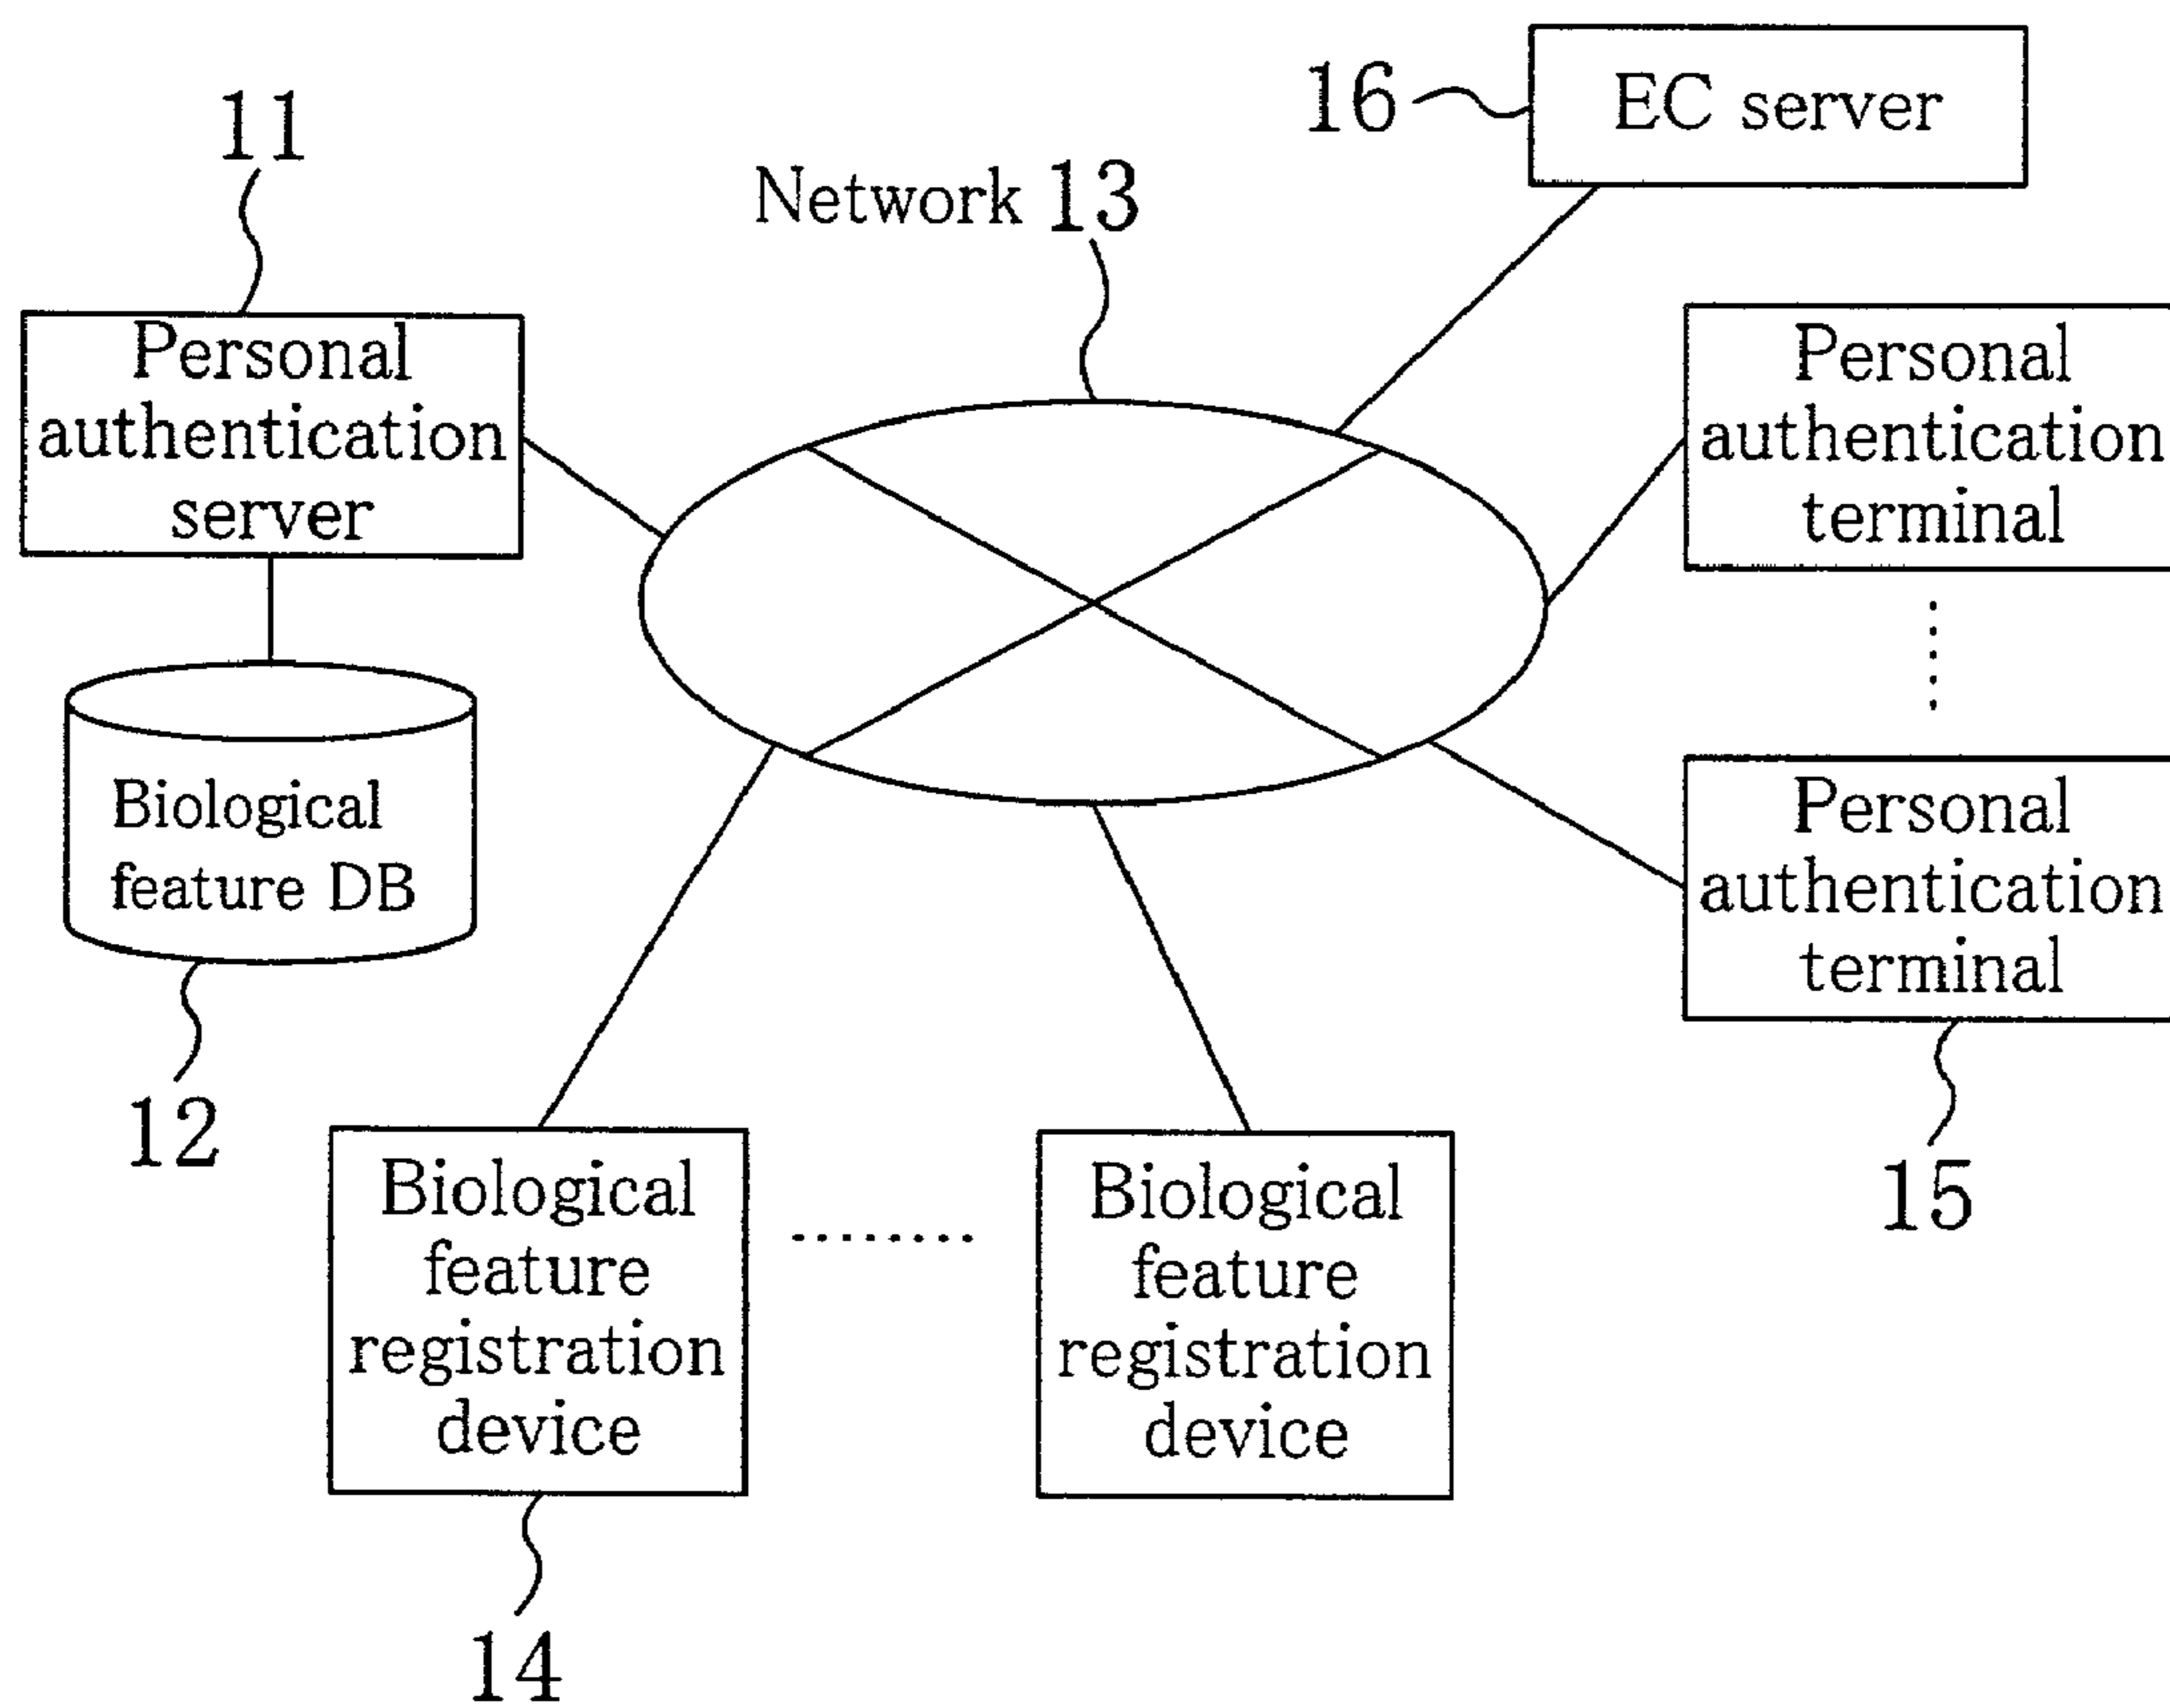 16
EC server
11
Network 13
Personal
authentication
server
Personal
authentication
terminal
Biological
feature DB
Personal
authentication
terminal
12
15
Biological
feature
registration
device
Biological
feature
registration
device
14